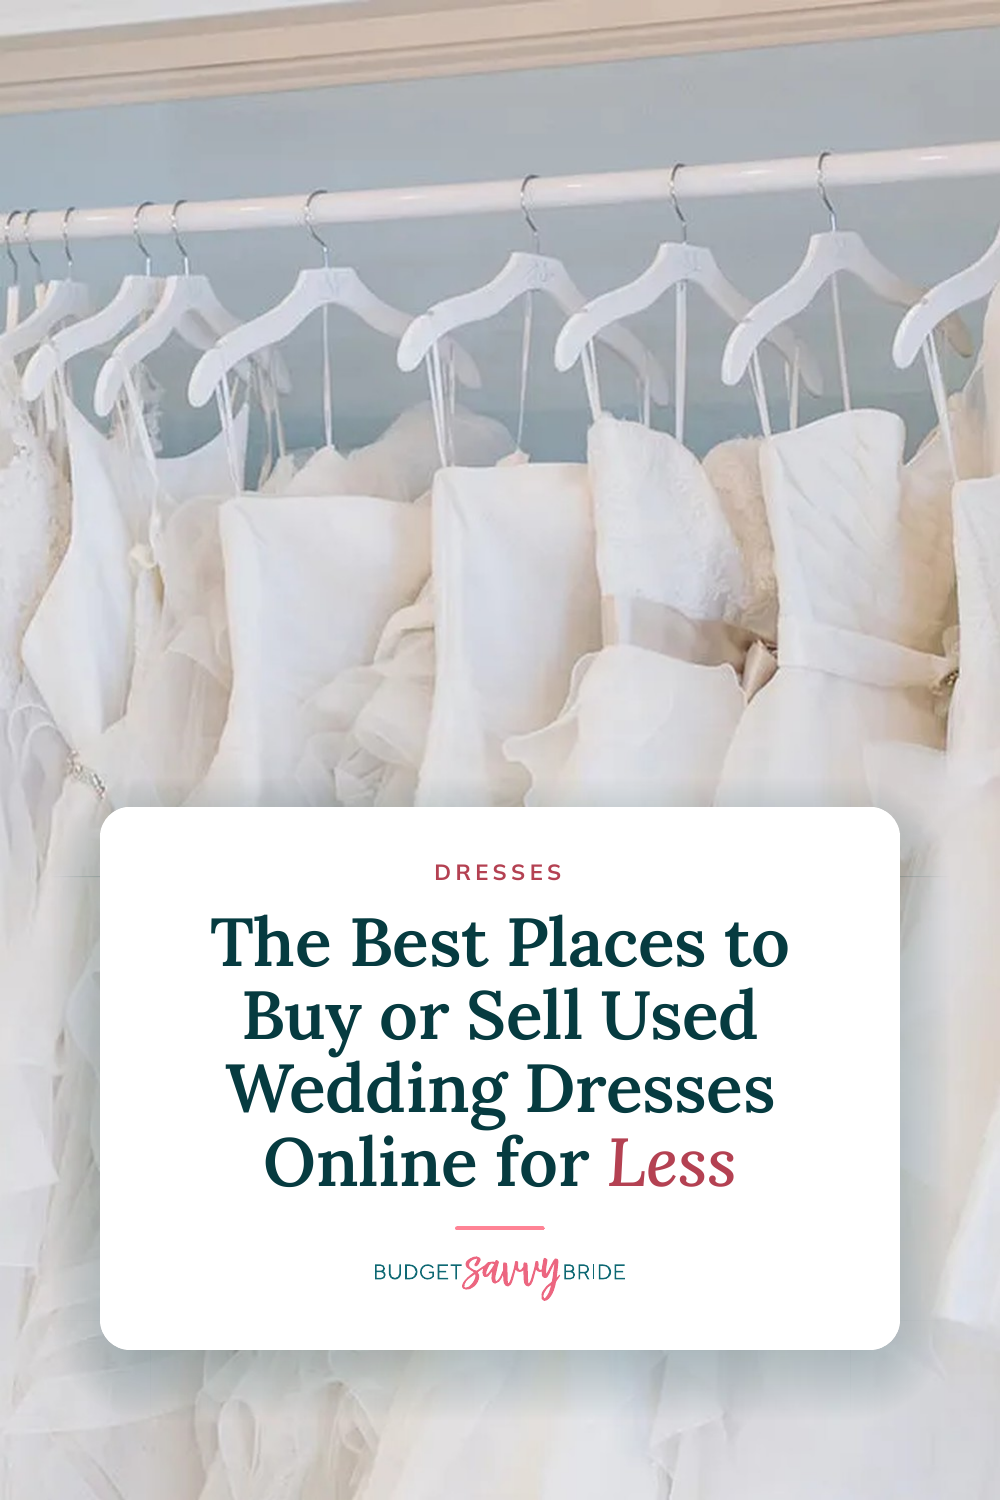 DRESSES
The Best Places to
Buy or Sell Used
Wedding Dresses
Online for Less
BUDGET savvy BRIDE